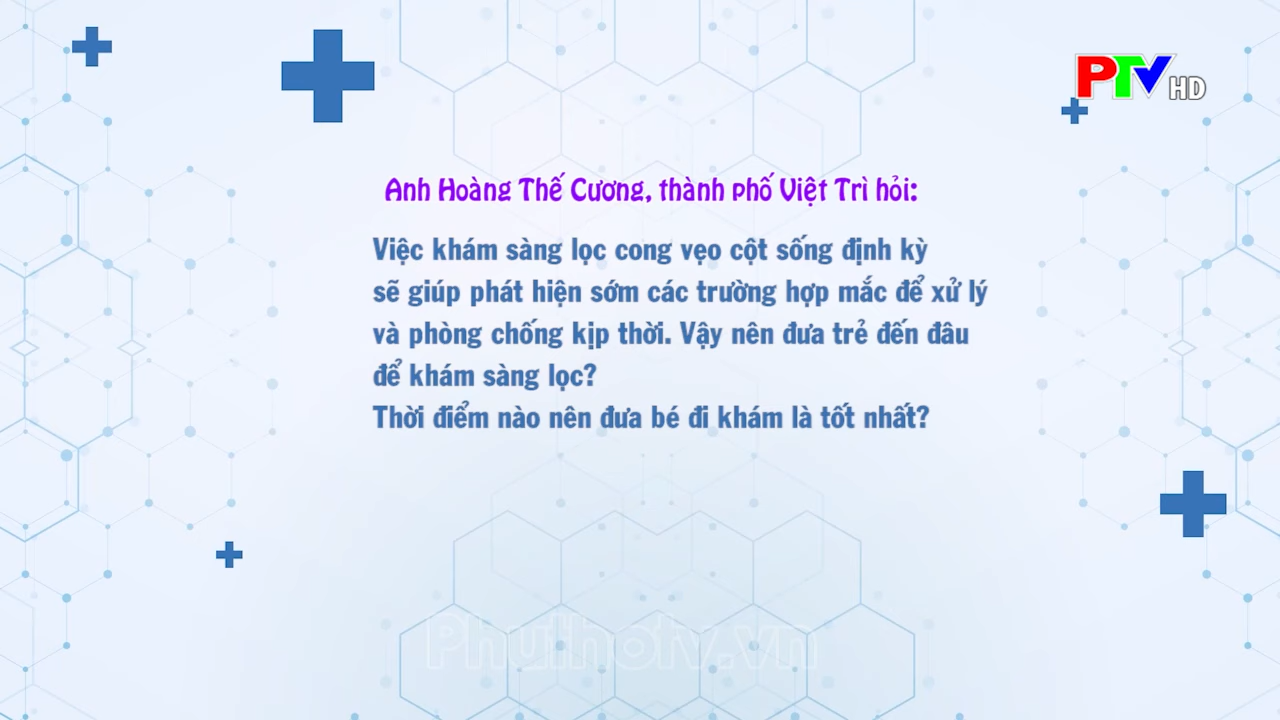 PTV HD
Anh Hoàng Thế Cương, thành phố Việt Trì hỏi:
Việc khám sàng lọc cong vẹo cột sống định kỳ
sẽ giúp phát hiện sớm các trường hợp mắc để xử lý
và phòng chống kịp thời. Vậy nên đưa trẻ đến đâu
để khám sàng lọc?
Thời điểm nào nên đưa bé đi khám là tốt nhất?
Phuthotv.vn